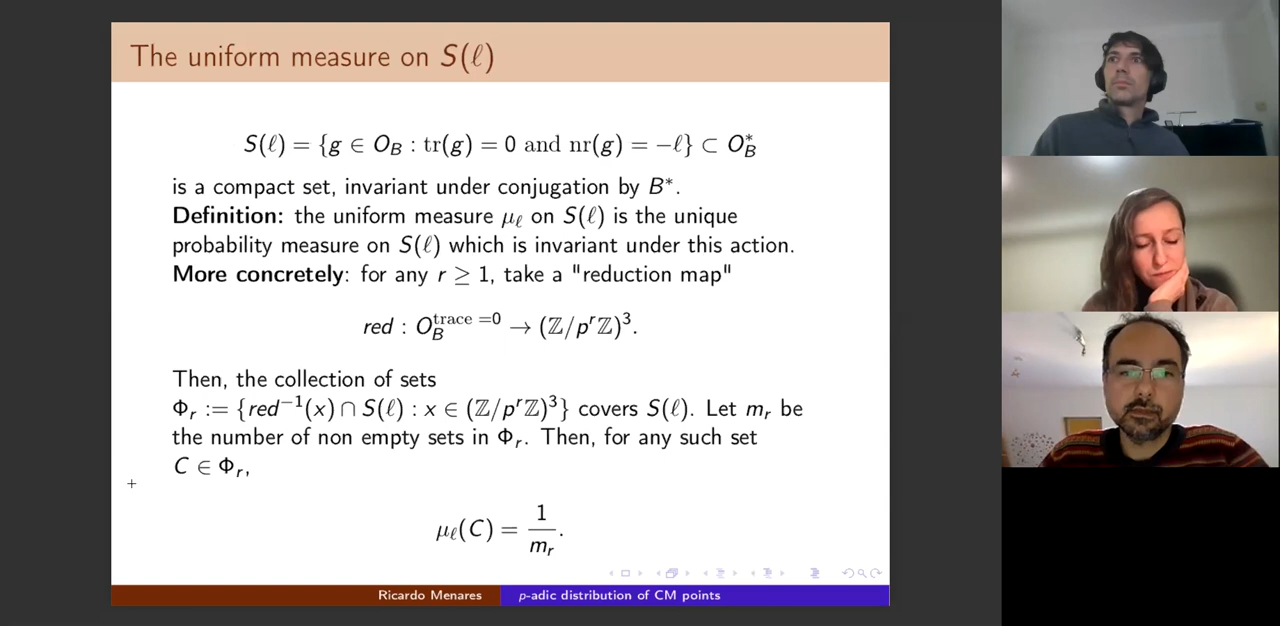 The uniform measure on S(ℓ)
S(ℓ) = {g ∈ O_B : tr(g) = 0 and nr(g) = −ℓ} ⊂ O_B^*
is a compact set, invariant under conjugation by B*.
Definition: the uniform measure μ_ℓ on S(ℓ) is the unique
probability measure on S(ℓ) which is invariant under this action.
More concretely: for any r ≥ 1, take a "reduction map"
red : O_B^{trace =0} → (ℤ/p^rℤ)^3.
Then, the collection of sets
Φ_r := {red^{−1}(x) ∩ S(ℓ) : x ∈ (ℤ/p^rℤ)^3} covers S(ℓ). Let m_r be
the number of non empty sets in Φ_r. Then, for any such set
C ∈ Φ_r,
μ_ℓ(C) = 1/m_r.
Ricardo Menares p-adic distribution of CM points